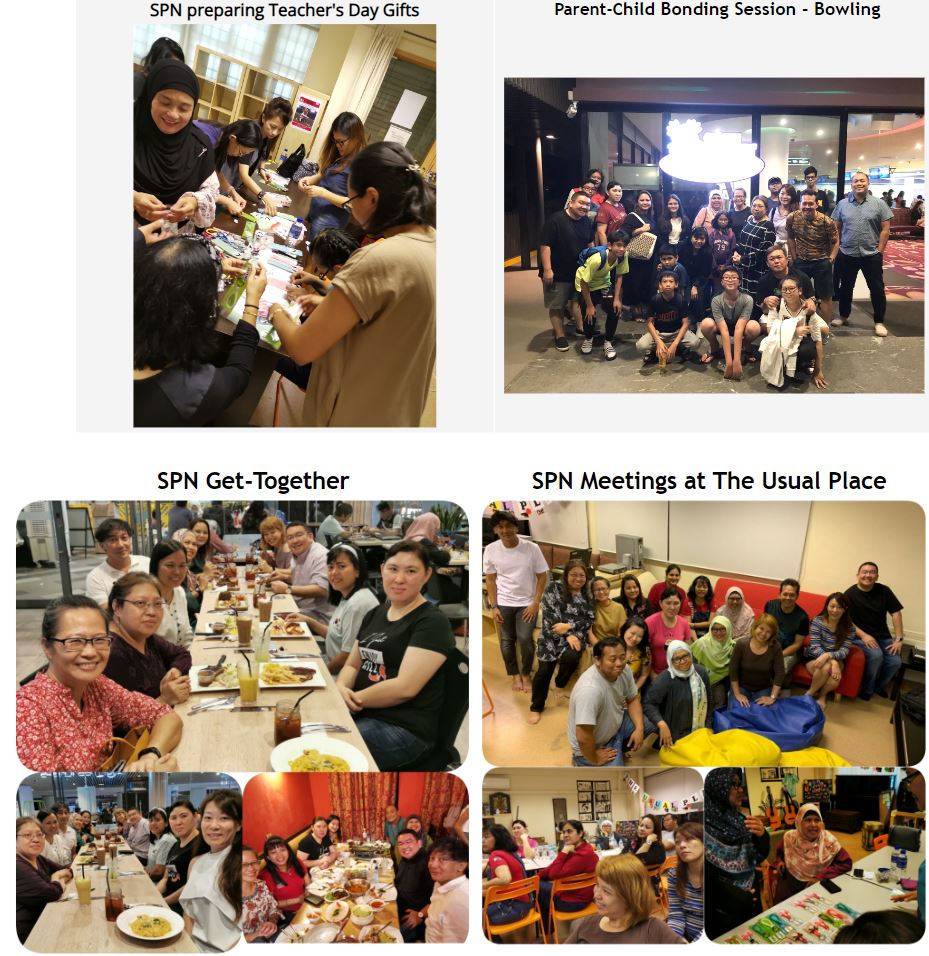 SPN preparing Teacher's Day Gifts
Parent-Child Bonding Session - Bowling
SPN Get-Together
SPN Meetings at The Usual Place